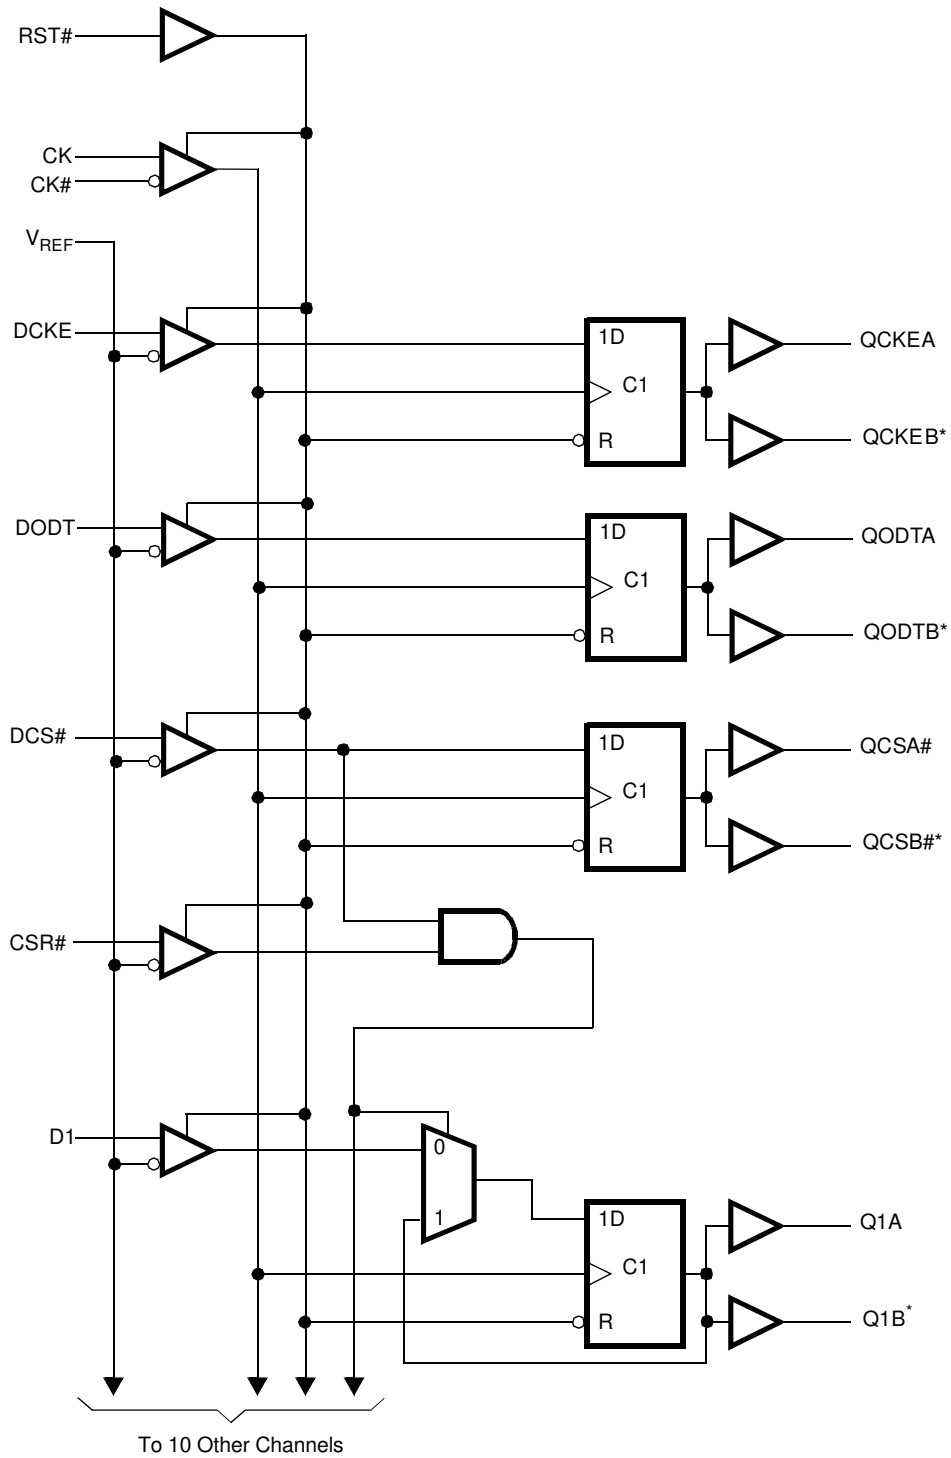 RST#
CK
CK#
VREF
DCKE
1D
C1
R
QCKEA
QCKEB*
DODT
1D
C1
R
QODTA
QODTB*
DCS#
1D
C1
R
QCSA#
QCSB#*
CSR#
D1
0
1
1D
C1
R
Q1A
Q1B*
To 10 Other Channels